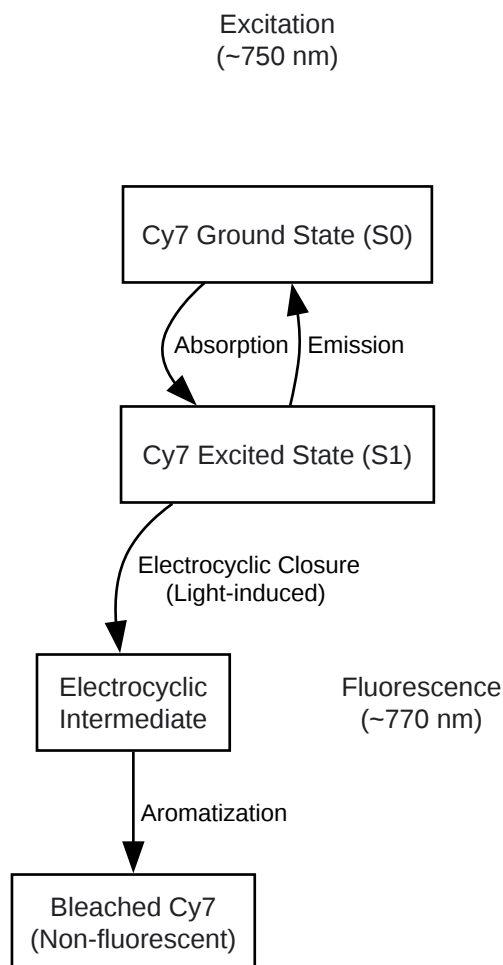 Excitation
(~750 nm)
Cy7 Ground State (S0)
Absorption
Emission
Cy7 Excited State (S1)
Electrocyclic Closure
(Light-induced)
Electrocyclic
Intermediate
Fluorescence
(~770 nm)
Aromatization
Bleached Cy7
(Non-fluorescent)